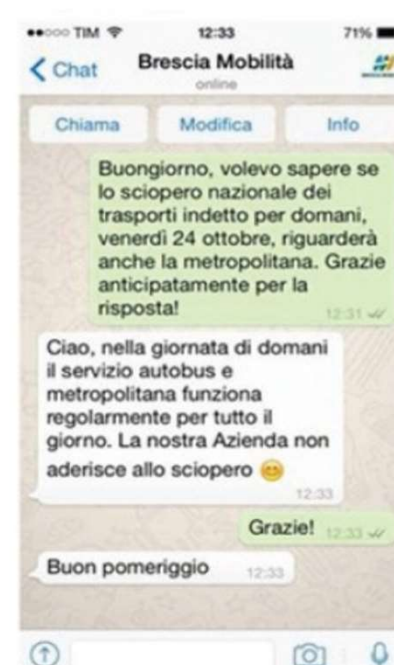 TIM 12:33 71%
Chat Brescia Mobilità
online
Chiama Modifica Info
Buongiorno, volevo sapere se
lo sciopero nazionale dei
trasporti indetto per domani,
venerdì 24 ottobre, riguarderà
anche la metropolitana. Grazie
anticipatamente per la
risposta!
12:31
Ciao, nella giornata di domani
il servizio autobus e
metropolitana funziona
regolarmente per tutto il
giorno. La nostra Azienda non
aderisce allo sciopero 😊
12:33
Grazie! 12:33
Buon pomeriggio 12:33